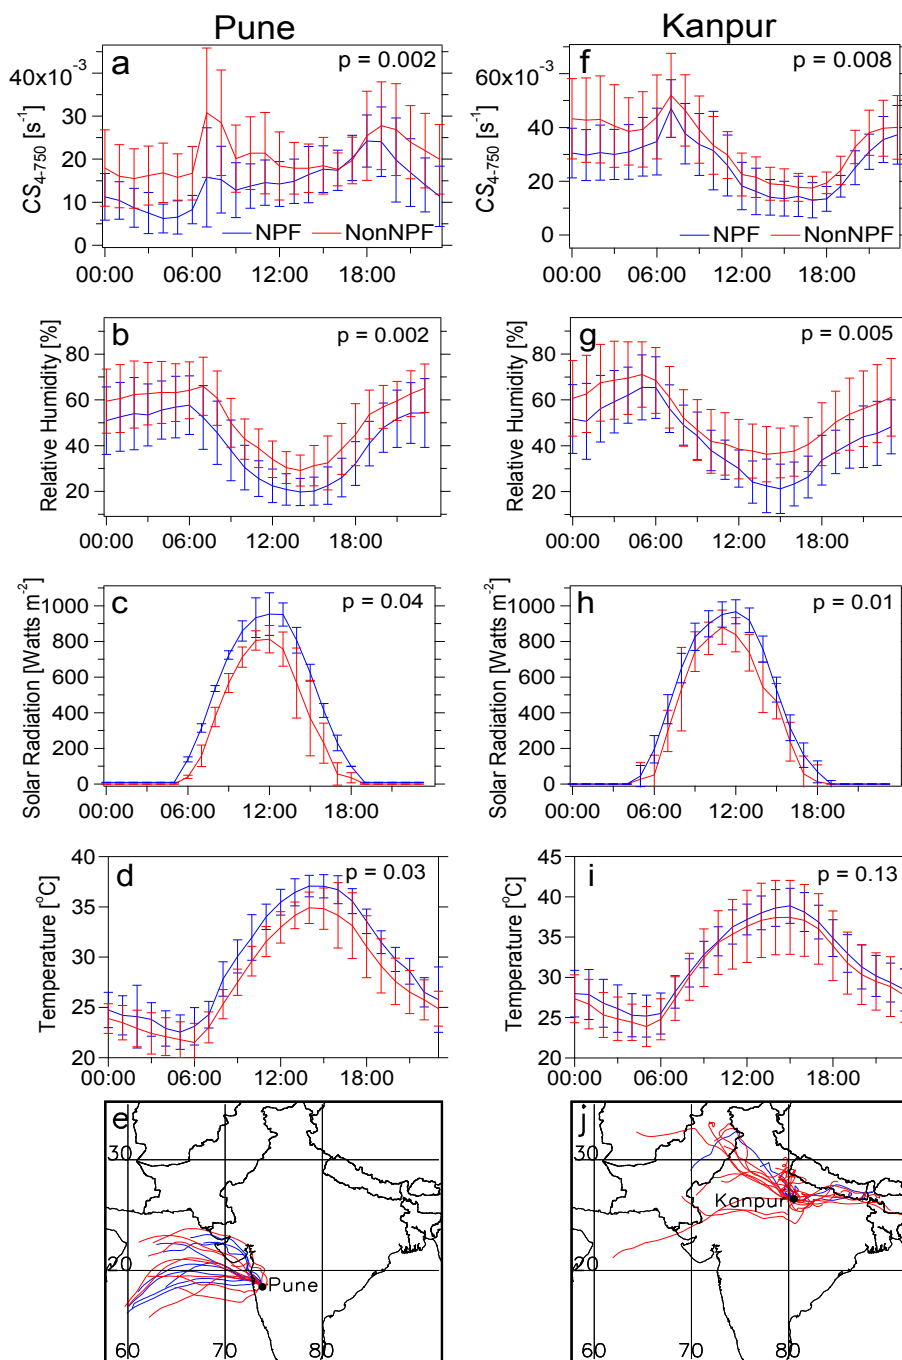 Pune
Kanpur
a
p = 0.002
40x10⁻³
30
20
10
0
CS₄₋₇₅₀ [s⁻¹]
NPF NonNPF
00:00 06:00 12:00 18:00
f
p = 0.008
60x10⁻³
40
20
0
CS₄₋₇₅₀ [s⁻¹]
NPF NonNPF
00:00 06:00 12:00 18:00
b
p = 0.002
80
60
40
20
Relative Humidity [%]
00:00 06:00 12:00 18:00
g
p = 0.005
80
60
40
20
Relative Humidity [%]
00:00 06:00 12:00 18:00
c
p = 0.04
1000
800
600
400
200
0
Solar Radiation [Watts m⁻²]
00:00 06:00 12:00 18:00
h
p = 0.01
1000
800
600
400
200
0
Solar Radiation [Watts m⁻²]
00:00 06:00 12:00 18:00
d
p = 0.03
40
35
30
25
20
Temperature [°C]
00:00 06:00 12:00 18:00
i
p = 0.13
45
40
35
30
25
20
Temperature [°C]
00:00 06:00 12:00 18:00
e
30
20
Pune
60 70 80
j
30
Kanpur
20
60 70 80